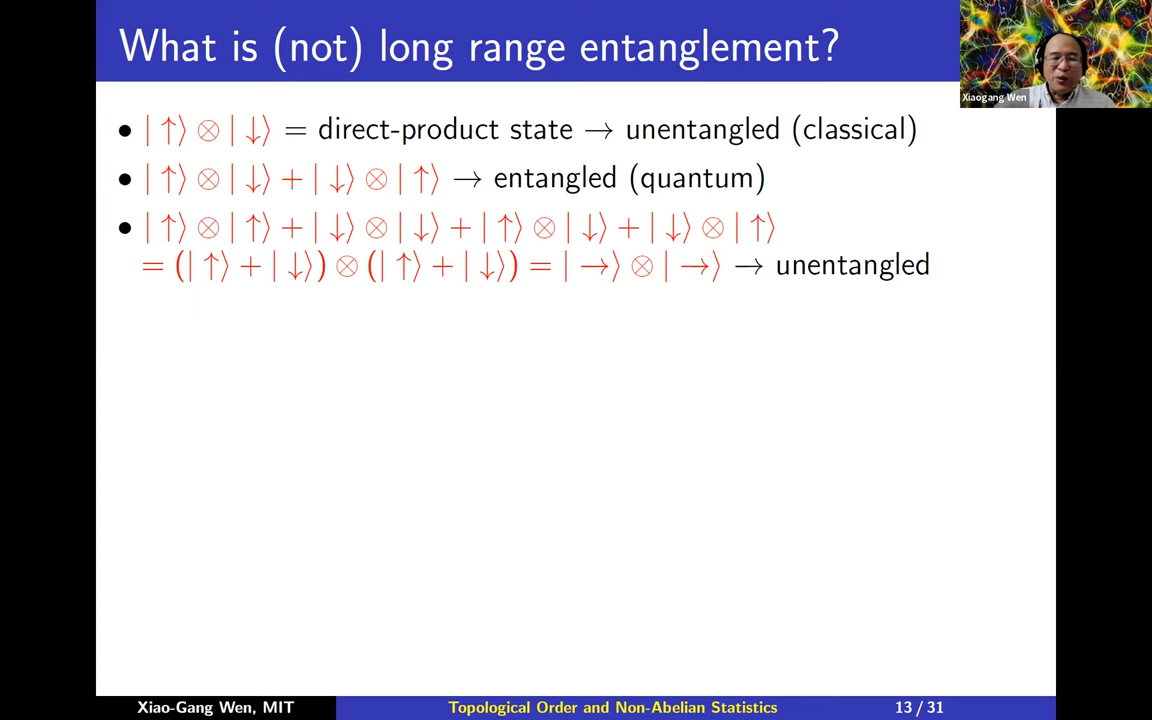 What is (not) long range entanglement?
Xiaogang Wen
• | ↑⟩ ⊗ | ↓⟩ = direct-product state → unentangled (classical)
• | ↑⟩ ⊗ | ↓⟩ + | ↓⟩ ⊗ | ↑⟩ → entangled (quantum)
• | ↑⟩ ⊗ | ↑⟩ + | ↓⟩ ⊗ | ↓⟩ + | ↑⟩ ⊗ | ↓⟩ + | ↓⟩ ⊗ | ↑⟩
= (| ↑⟩ + | ↓⟩) ⊗ (| ↑⟩ + | ↓⟩) = | →⟩ ⊗ | →⟩ → unentangled
Xiao-Gang Wen, MIT
Topological Order and Non-Abelian Statistics
13 / 31